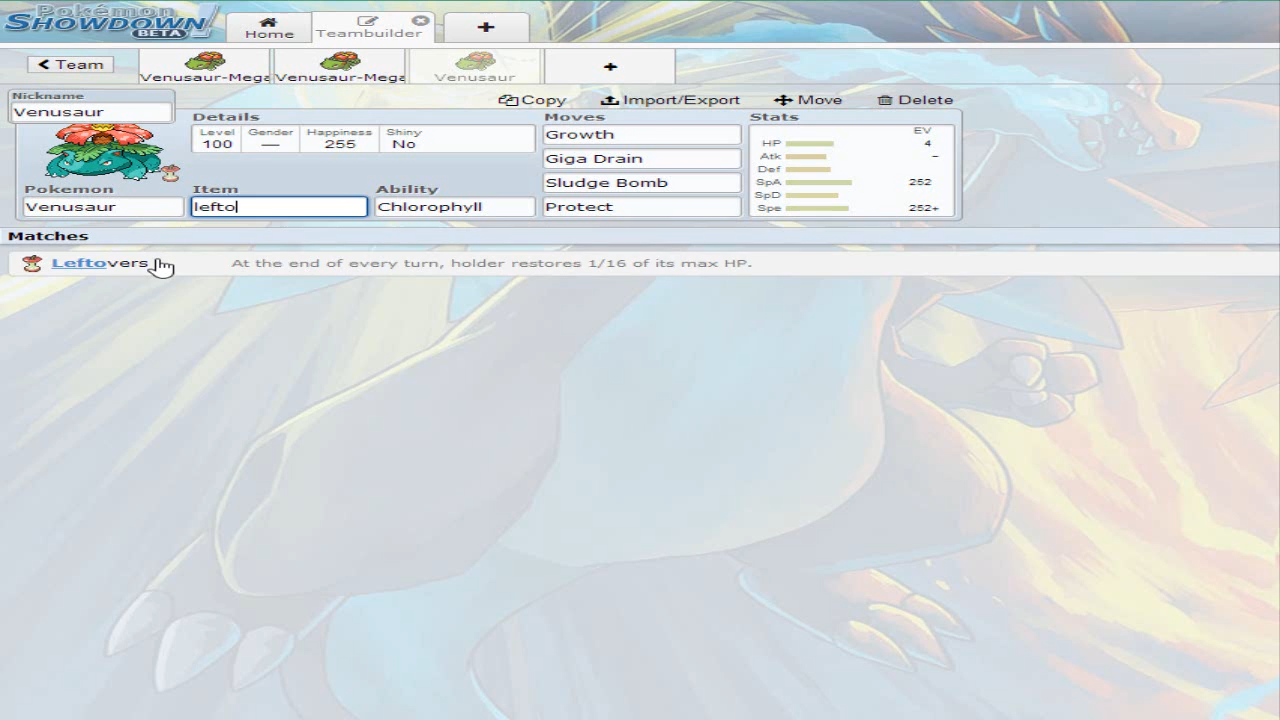 Pokémon
SHOWDOWN!
BETA
Home
Teambuilder
+
< Team
Venusaur-Mega
Venusaur-Mega
Venusaur
+
Nickname
Venusaur
Copy
Import/Export
Move
Delete
Details
Level
Gender
Happiness
Shiny
100
—
255
No
Pokemon
Venusaur
Item
lefto
Ability
Chlorophyll
Moves
Growth
Giga Drain
Sludge Bomb
Protect
Stats
EV
HP 4
Atk –
Def
SpA 252
SpD
Spe 252+
Matches
Leftovers At the end of every turn, holder restores 1/16 of its max HP.